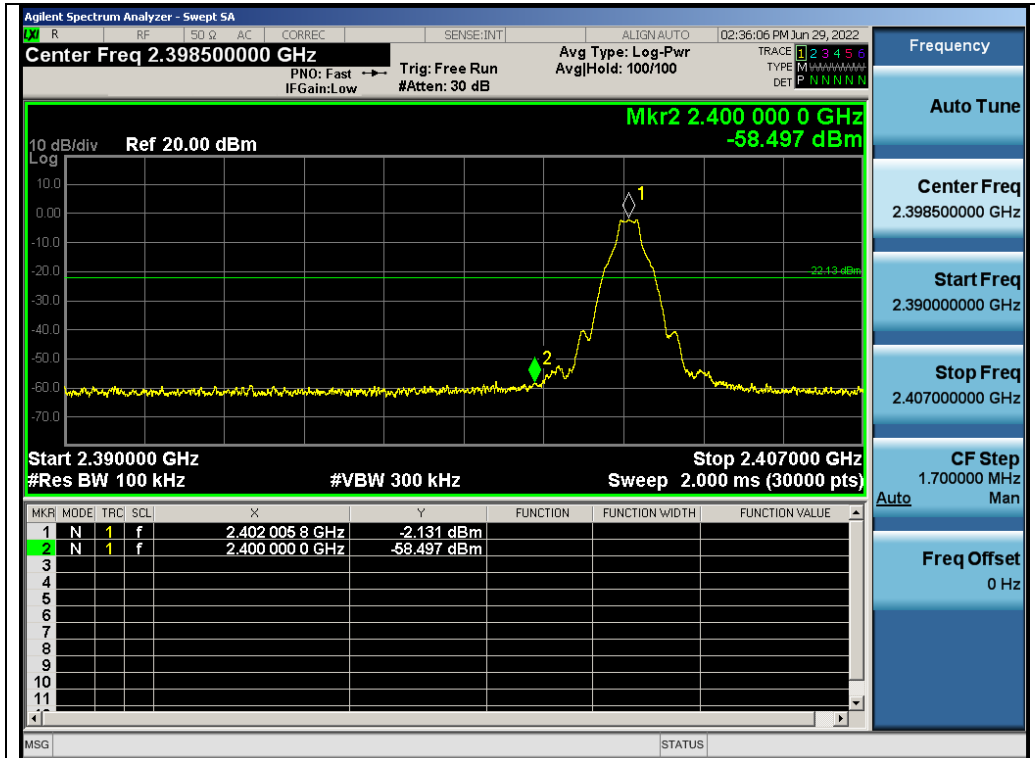 Agilent Spectrum Analyzer - Swept SA
LXI R RF 50 Ω AC CORREC SENSE:INT ALIGN AUTO 02:36:06 PM Jun 29, 2022
Center Freq 2.398500000 GHz
PNO: Fast
IFGain:Low
Trig: Free Run
#Atten: 30 dB
Avg Type: Log-Pwr
Avg|Hold: 100/100
TRACE 1 2 3 4 5 6
TYPE M W W W W W
DET P N N N N N
Mkr2 2.400 000 0 GHz
-58.497 dBm
10 dB/div Ref 20.00 dBm
Log
10.0
0.00
-10.0
-20.0
-30.0
-40.0
-50.0
-60.0
-70.0
1
2
-22.13 dBm
Start 2.390000 GHz Stop 2.407000 GHz
#Res BW 100 kHz #VBW 300 kHz Sweep 2.000 ms (30000 pts)
MKR MODE TRC SCL X Y FUNCTION FUNCTION WIDTH FUNCTION VALUE
1 N 1 f 2.402 005 8 GHz -2.131 dBm
2 N 1 f 2.400 000 0 GHz -58.497 dBm
3
4
5
6
7
8
9
10
11
MSG STATUS
Frequency
Auto Tune
Center Freq
2.398500000 GHz
Start Freq
2.390000000 GHz
Stop Freq
2.407000000 GHz
CF Step
1.700000 MHz
Auto Man
Freq Offset
0 Hz